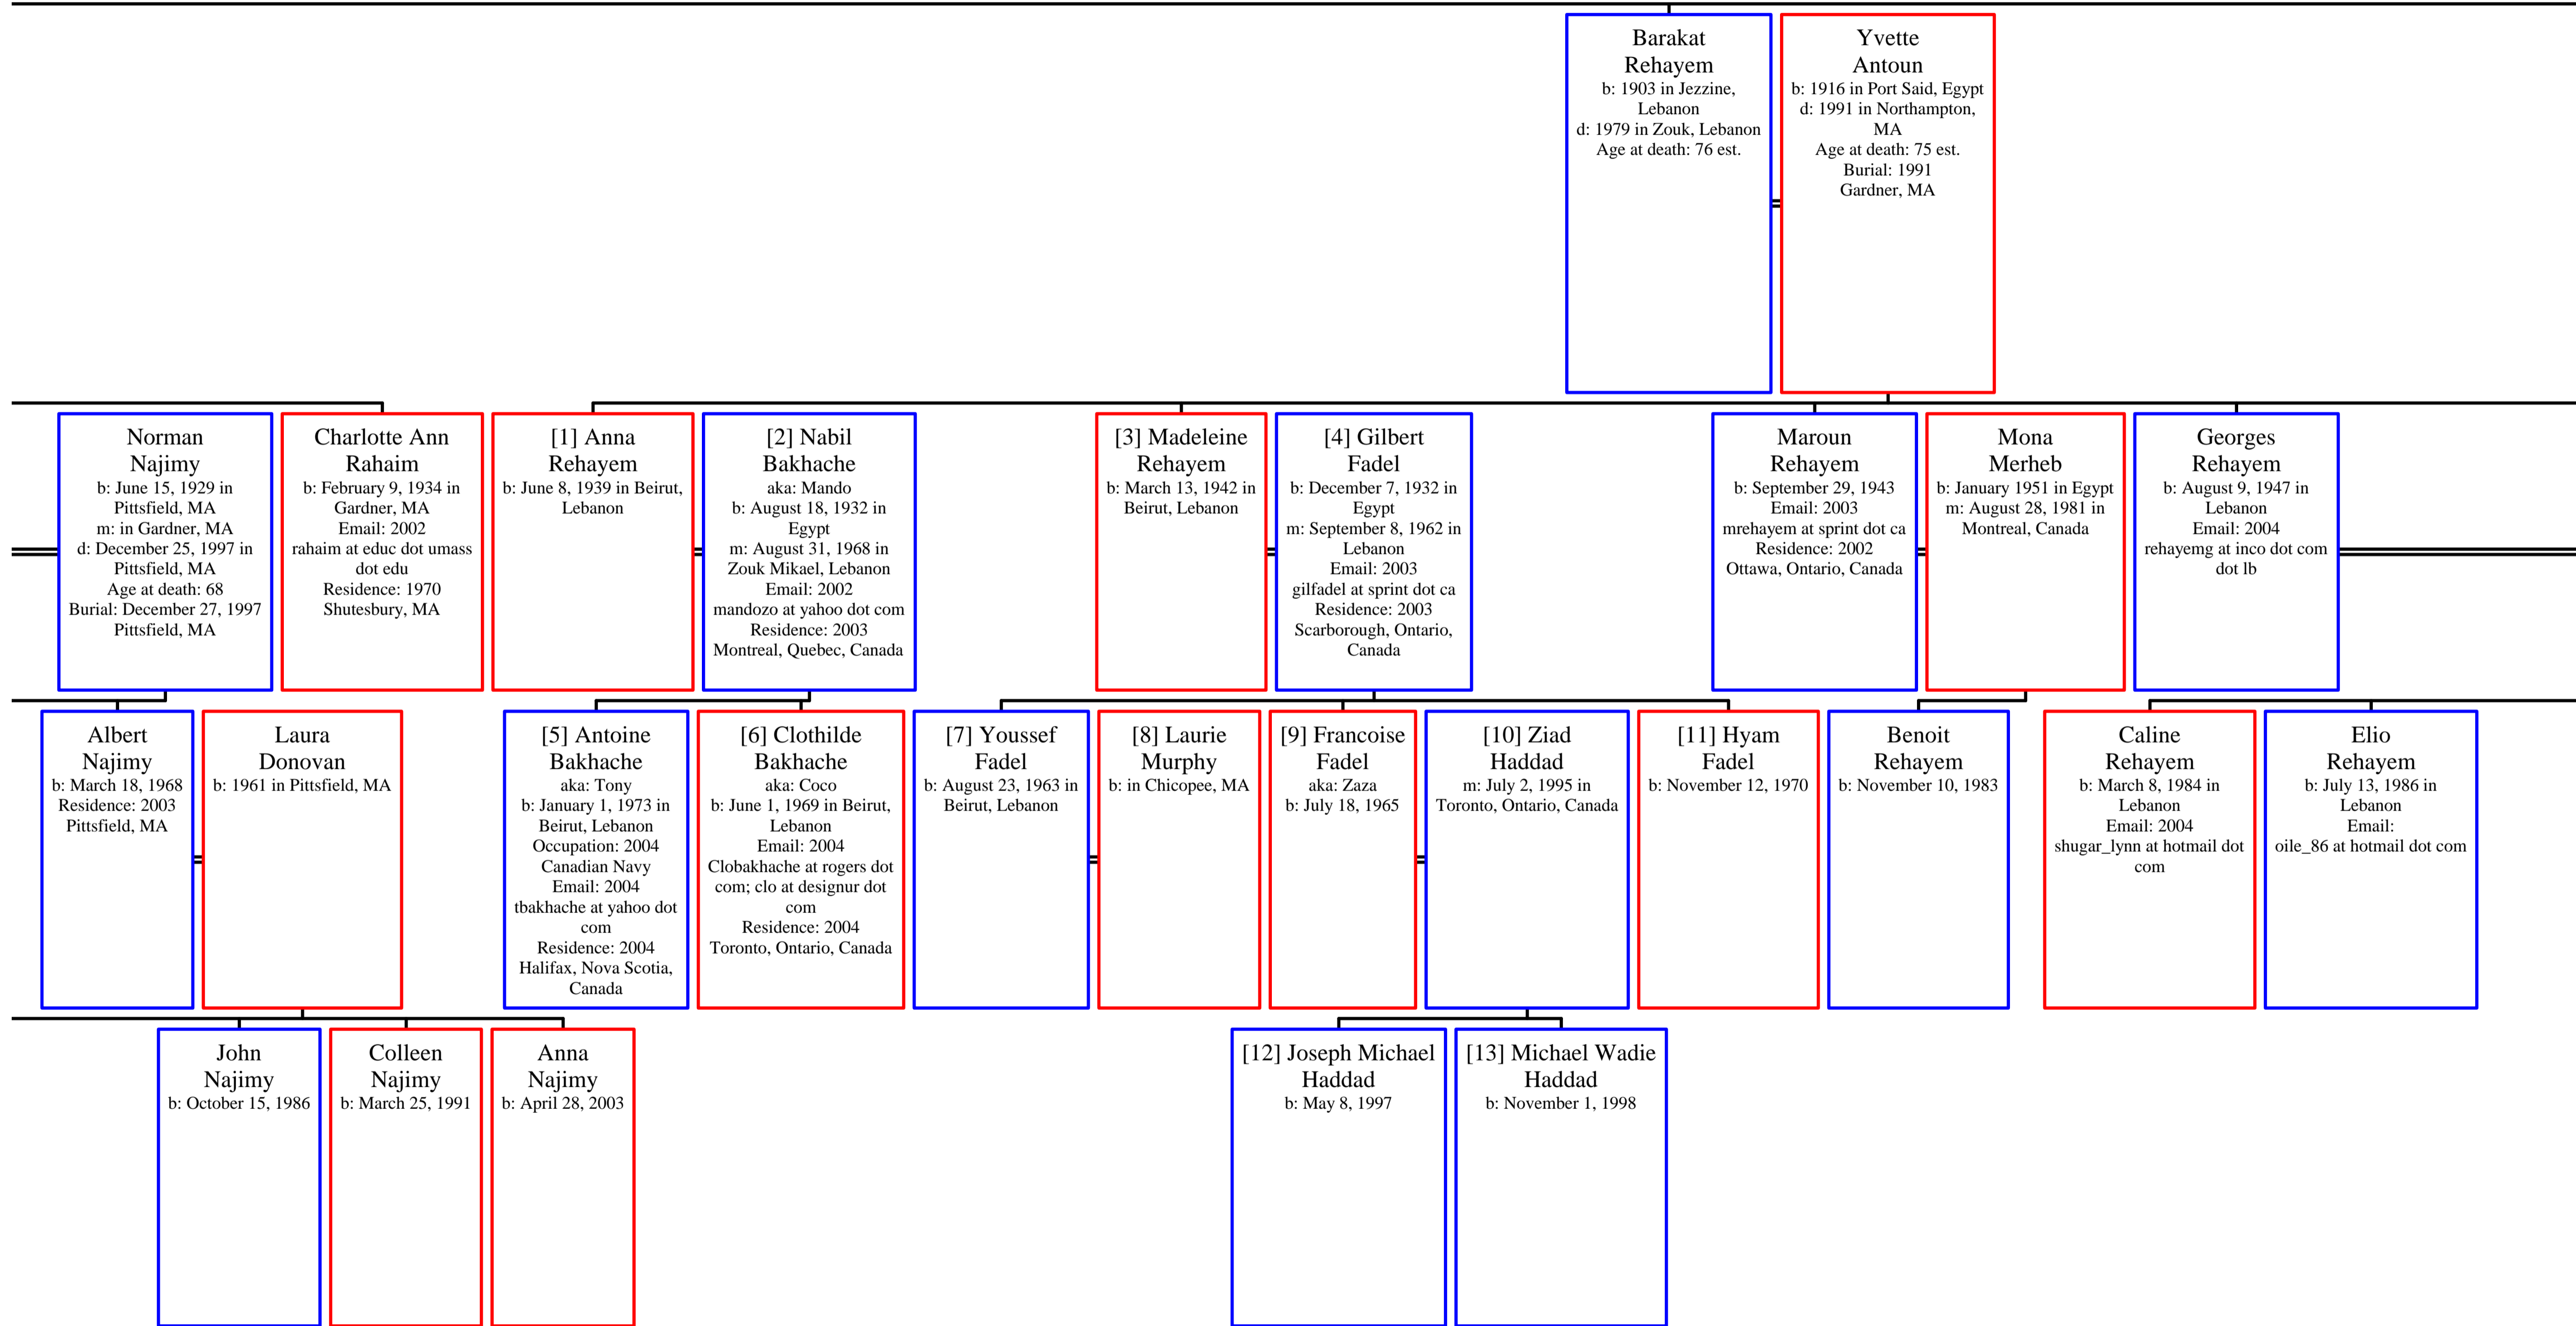 Barakat
Rehayem
b: 1903 in Jezzine,
Lebanon
d: 1979 in Zouk, Lebanon
Age at death: 76 est.
Yvette
Antoun
b: 1916 in Port Said, Egypt
d: 1991 in Northampton,
MA
Age at death: 75 est.
Burial: 1991
Gardner, MA
Norman
Najimy
b: June 15, 1929 in
Pittsfield, MA
m: in Gardner, MA
d: December 25, 1997 in
Pittsfield, MA
Age at death: 68
Burial: December 27, 1997
Pittsfield, MA
Charlotte Ann
Rahaim
b: February 9, 1934 in
Gardner, MA
Email: 2002
rahaim at educ dot umass
dot edu
Residence: 1970
Shutesbury, MA
[1] Anna
Rehayem
b: June 8, 1939 in Beirut,
Lebanon
[2] Nabil
Bakhache
aka: Mando
b: August 18, 1932 in
Egypt
m: August 31, 1968 in
Zouk Mikael, Lebanon
Email: 2002
mandozo at yahoo dot com
Residence: 2003
Montreal, Quebec, Canada
[3] Madeleine
Rehayem
b: March 13, 1942 in
Beirut, Lebanon
[4] Gilbert
Fadel
b: December 7, 1932 in
Egypt
m: September 8, 1962 in
Lebanon
Email: 2003
gilfadel at sprint dot ca
Residence: 2003
Scarborough, Ontario,
Canada
Maroun
Rehayem
b: September 29, 1943
Email: 2003
mrehayem at sprint dot ca
Residence: 2002
Ottawa, Ontario, Canada
Mona
Merheb
b: January 1951 in Egypt
m: August 28, 1981 in
Montreal, Canada
Georges
Rehayem
b: August 9, 1947 in
Lebanon
Email: 2004
rehayemg at inco dot com
dot lb
Albert
Najimy
b: March 18, 1968
Residence: 2003
Pittsfield, MA
Laura
Donovan
b: 1961 in Pittsfield, MA
[5] Antoine
Bakhache
aka: Tony
b: January 1, 1973 in
Beirut, Lebanon
Occupation: 2004
Canadian Navy
Email: 2004
tbakhache at yahoo dot
com
Residence: 2004
Halifax, Nova Scotia,
Canada
[6] Clothilde
Bakhache
aka: Coco
b: June 1, 1969 in Beirut,
Lebanon
Email: 2004
Clobakhache at rogers dot
com; clo at designur dot
com
Residence: 2004
Toronto, Ontario, Canada
[7] Youssef
Fadel
b: August 23, 1963 in
Beirut, Lebanon
[8] Laurie
Murphy
b: in Chicopee, MA
[9] Francoise
Fadel
aka: Zaza
b: July 18, 1965
[10] Ziad
Haddad
m: July 2, 1995 in
Toronto, Ontario, Canada
[11] Hyam
Fadel
b: November 12, 1970
Benoit
Rehayem
b: November 10, 1983
Caline
Rehayem
b: March 8, 1984 in
Lebanon
Email: 2004
shugar_lynn at hotmail dot
com
Elio
Rehayem
b: July 13, 1986 in
Lebanon
Email:
oile_86 at hotmail dot com
John
Najimy
b: October 15, 1986
Colleen
Najimy
b: March 25, 1991
Anna
Najimy
b: April 28, 2003
[12] Joseph Michael
Haddad
b: May 8, 1997
[13] Michael Wadie
Haddad
b: November 1, 1998